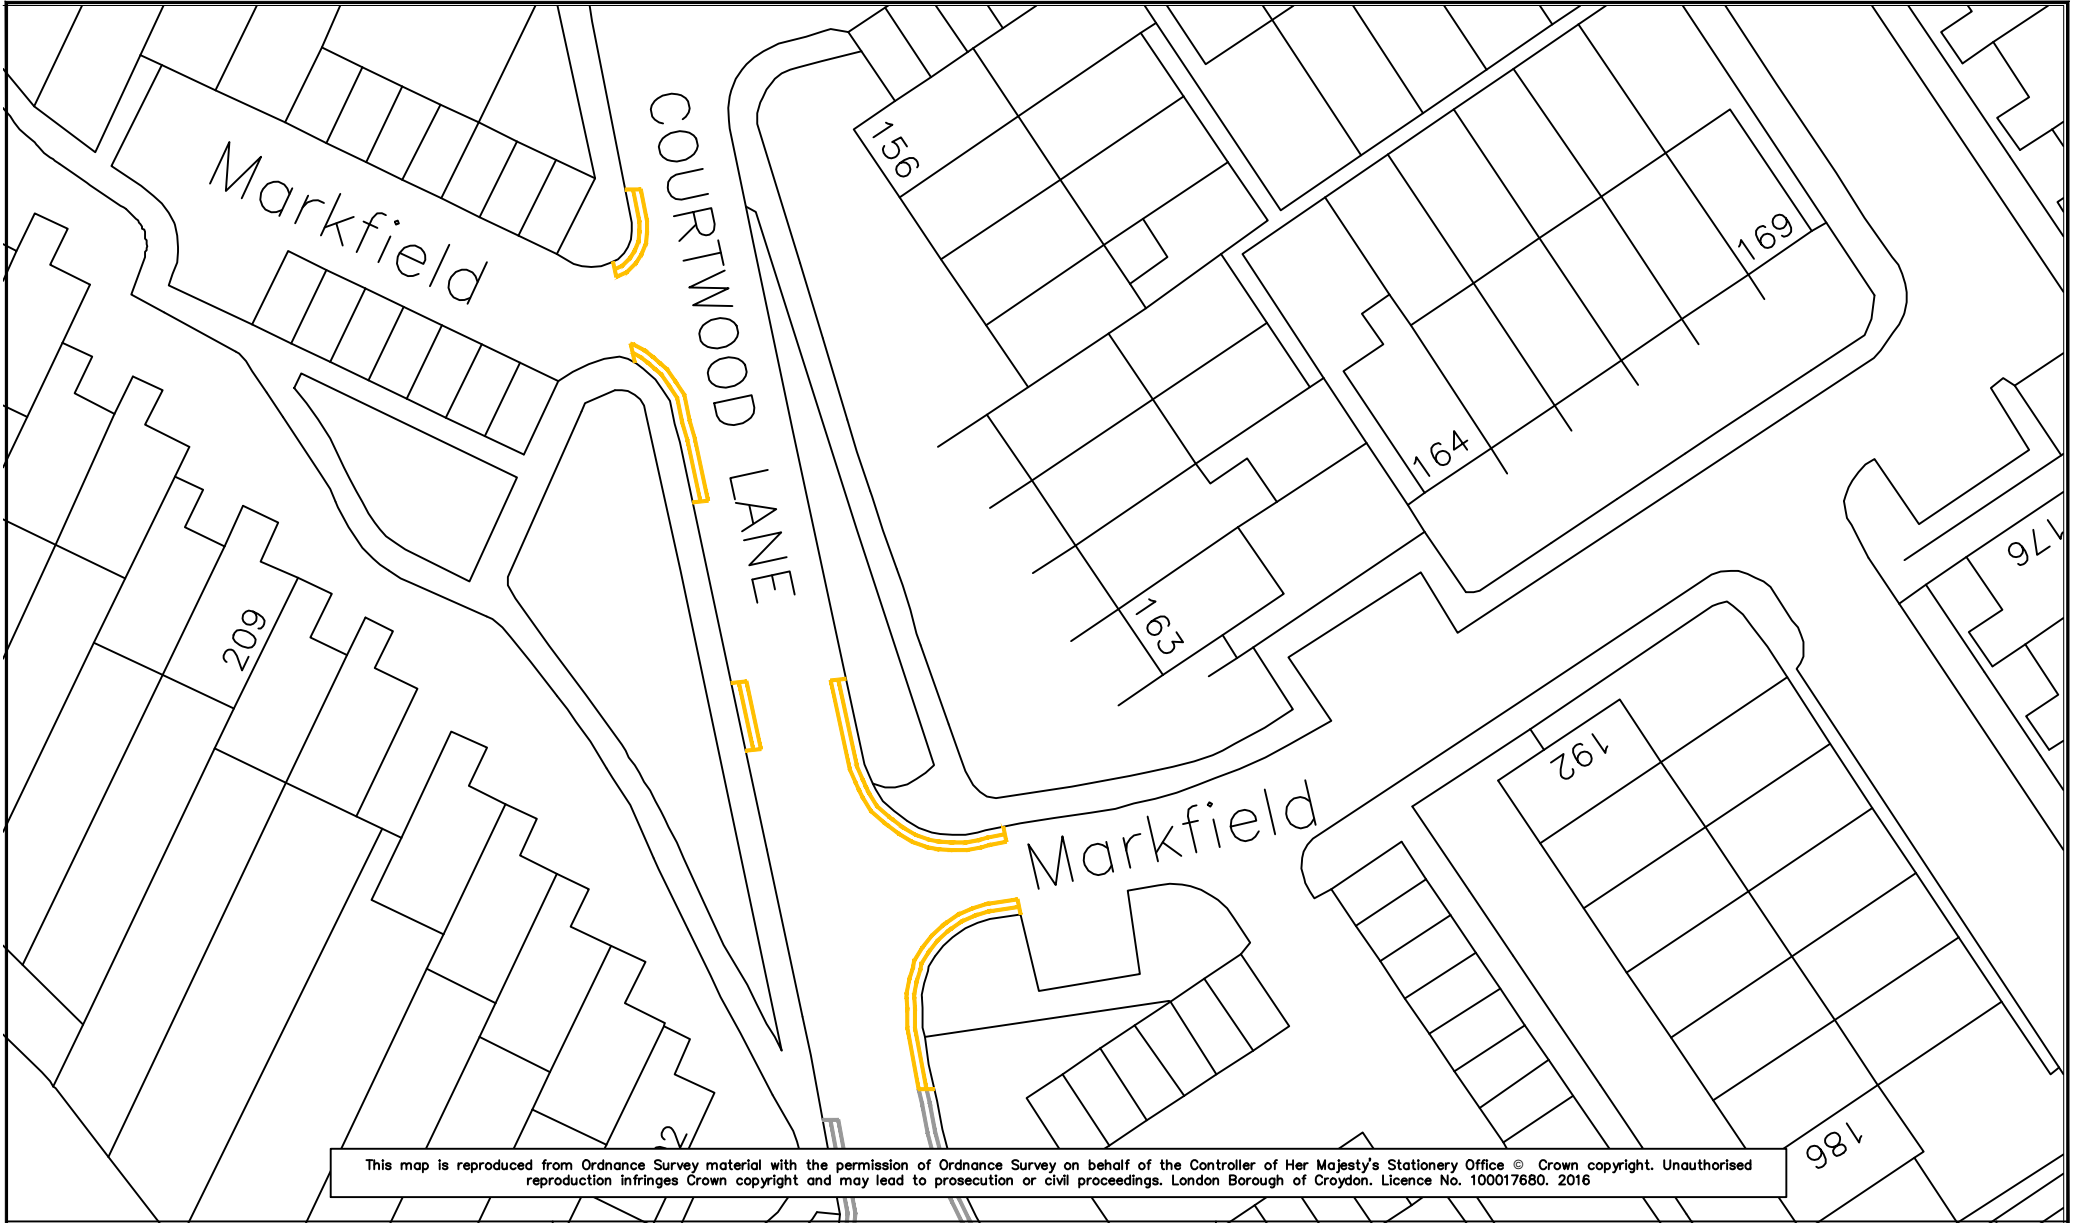 156
Markfield
COURTWOOD LANE
169
164
176
209
163
192
Markfield
186
This map is reproduced from Ordnance Survey material with the permission of Ordnance Survey on behalf of the Controller of Her Majesty's Stationery Office © Crown copyright. Unauthorised
reproduction infringes Crown copyright and may lead to prosecution or civil proceedings. London Borough of Croydon. Licence No. 100017680. 2016